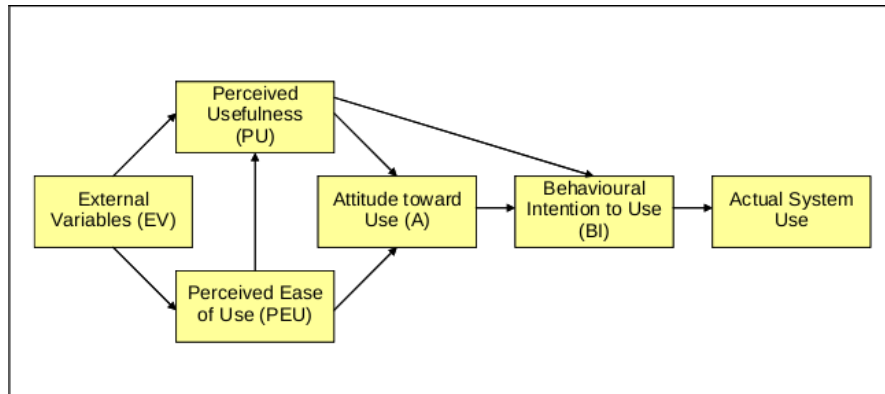 Perceived
Usefulness
(PU)
External
Variables (EV)
Attitude toward
Use (A)
Behavioural
Intention to Use
(BI)
Actual System
Use
Perceived Ease
of Use (PEU)